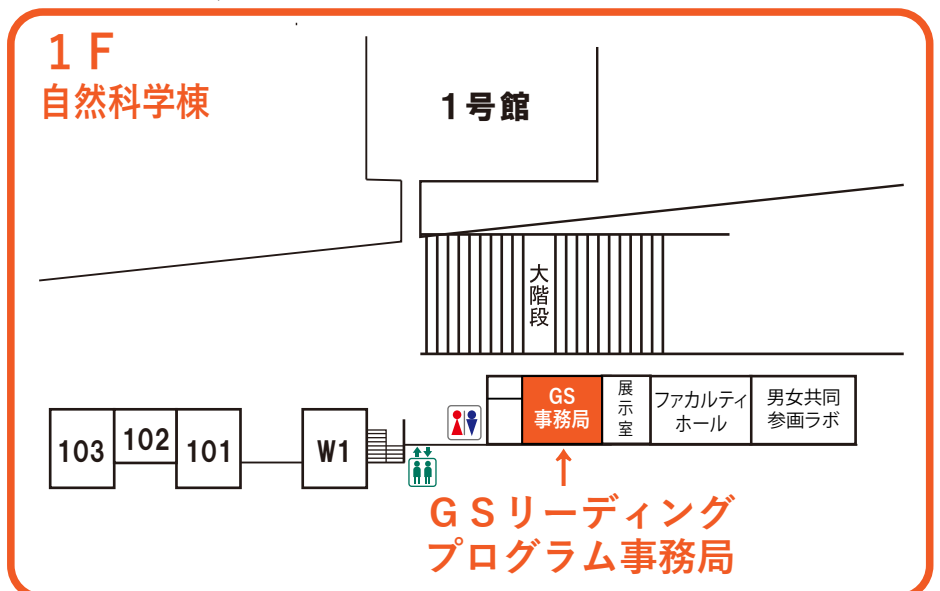 １Ｆ
自然科学棟
1号館
大階段
GS
事務局
展示室
ファカルティ
ホール
男女共同
参画ラボ
103
102
101
W1
ＧＳリーディング
プログラム事務局